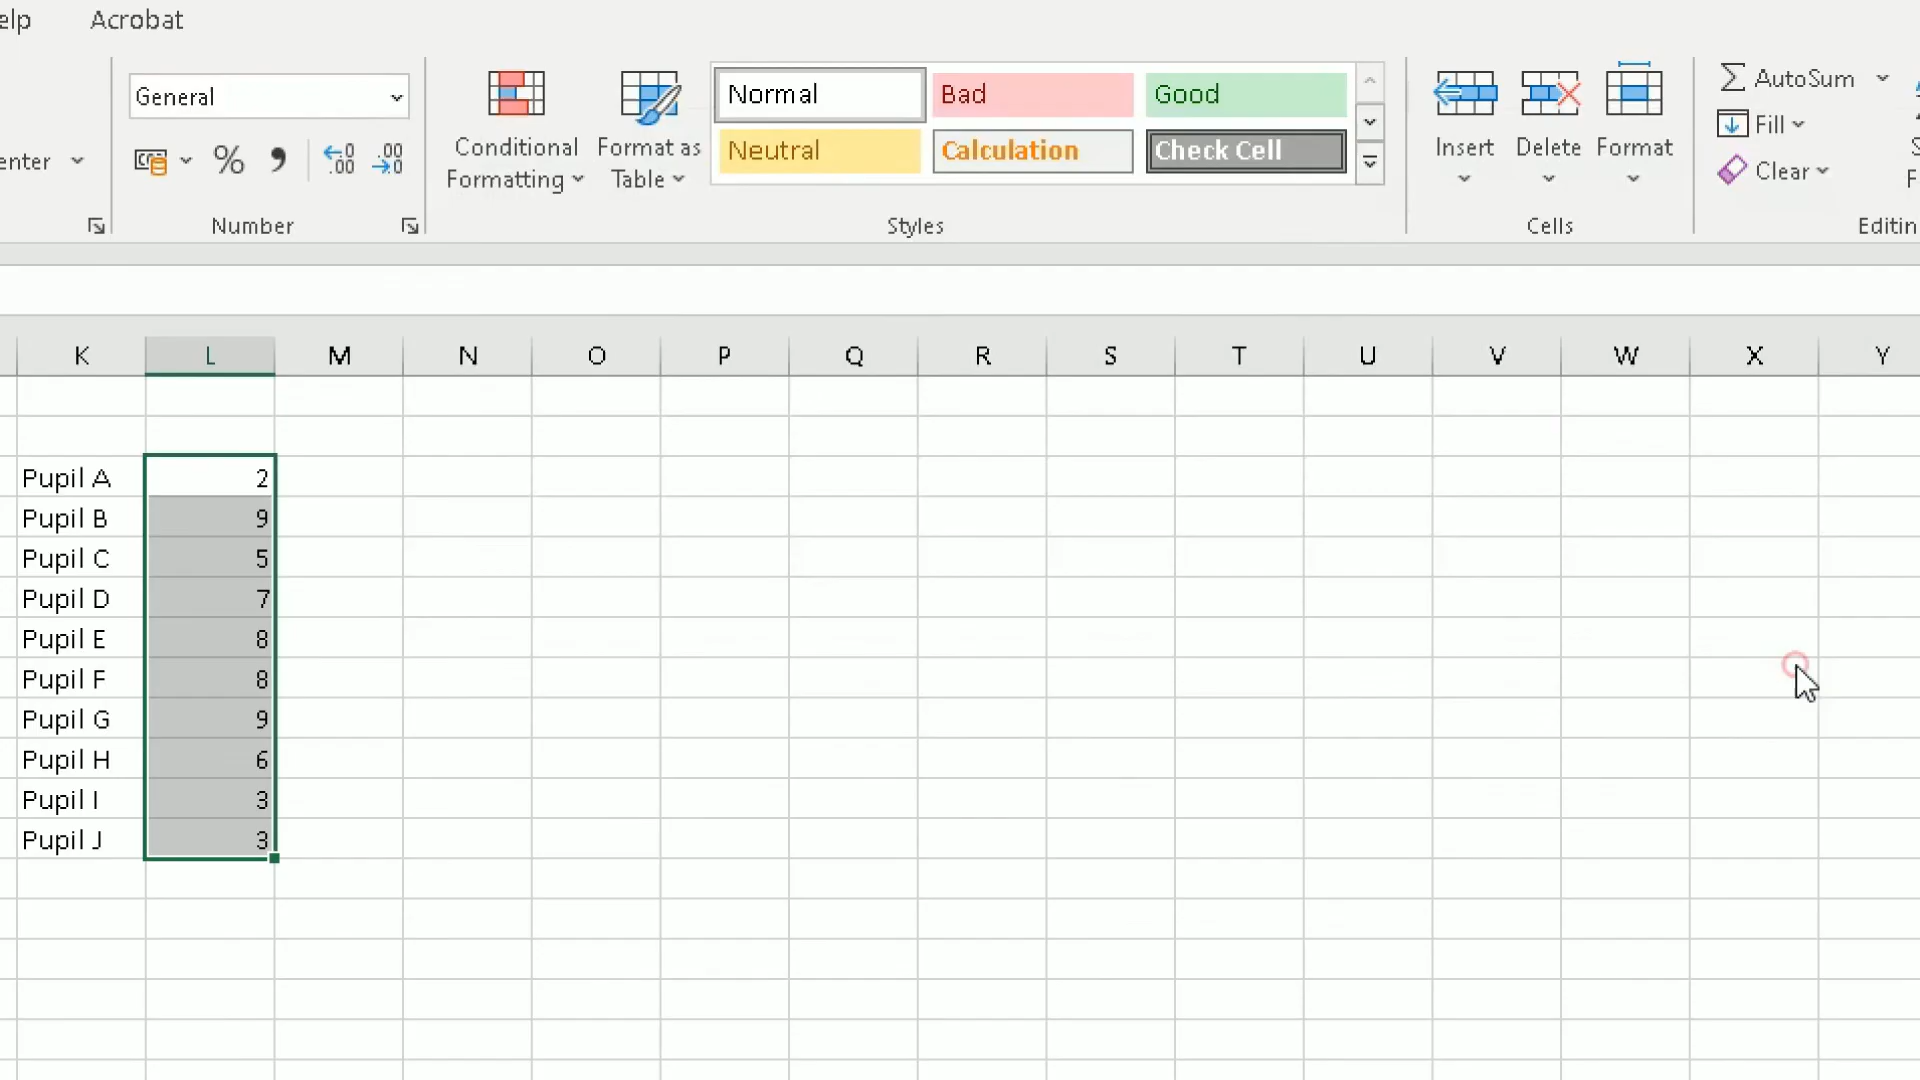 elp Acrobat
General
enter
%
Conditional Formatting
Format as Table
Normal Bad Good
Neutral Calculation Check Cell
Insert Delete Format
AutoSum
Fill
Clear
Number Styles Cells Editin
K L M N O P Q R S T U V W X Y
Pupil A 2
Pupil B 9
Pupil C 5
Pupil D 7
Pupil E 8
Pupil F 8
Pupil G 9
Pupil H 6
Pupil I 3
Pupil J 3